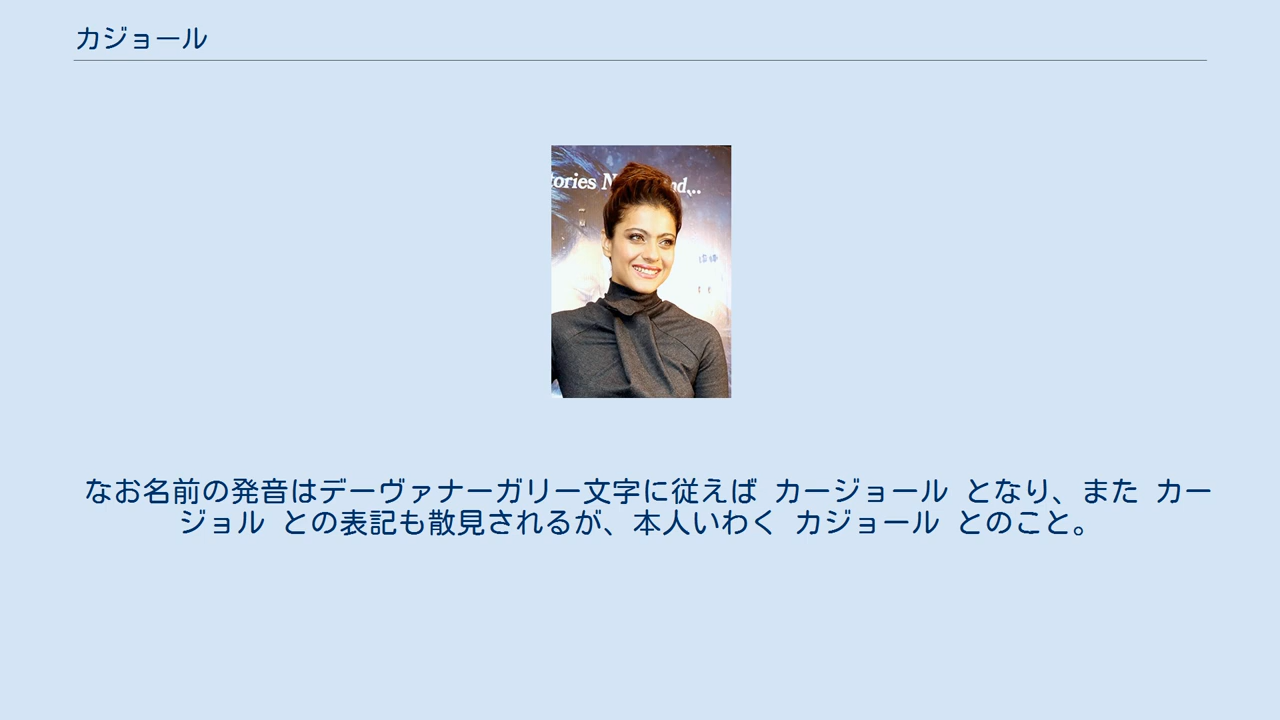 カジョール
tories N nd,..
なお名前の発音はデーヴァナーガリー文字に従えば カージョール となり、また カー
ジョル との表記も散見されるが、本人いわく カジョール とのこと。